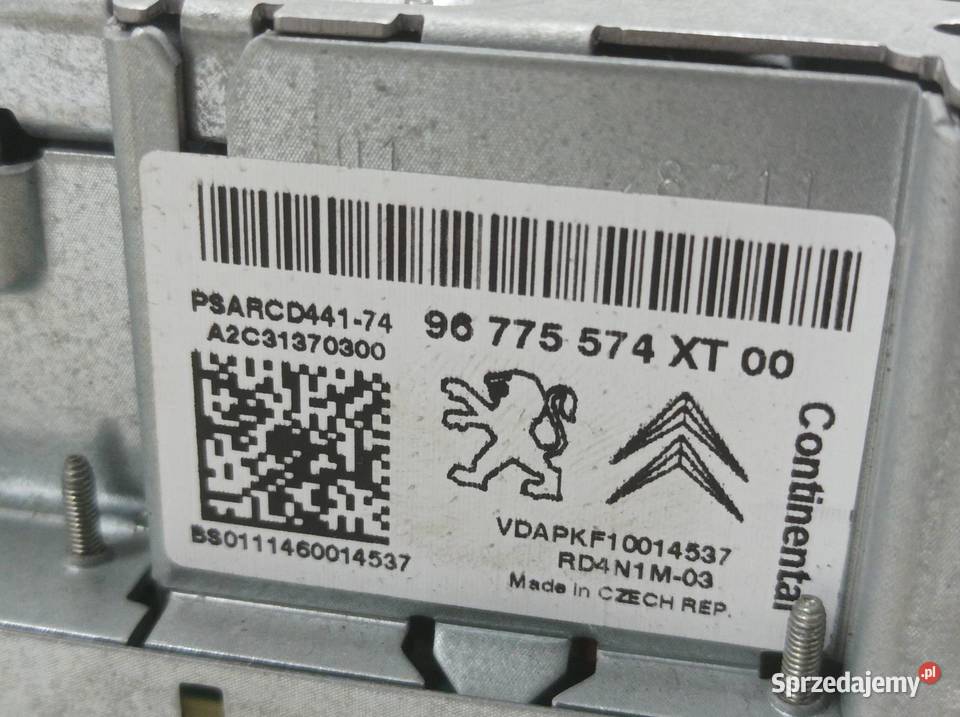 PSARCD441-74
A2C31370300
96 775 574 XT 00
Continental
BS0111460014537
VDAPKF10014537
RD4N1M-03
Made in CZECH REP.
Sprzedajemy.pl